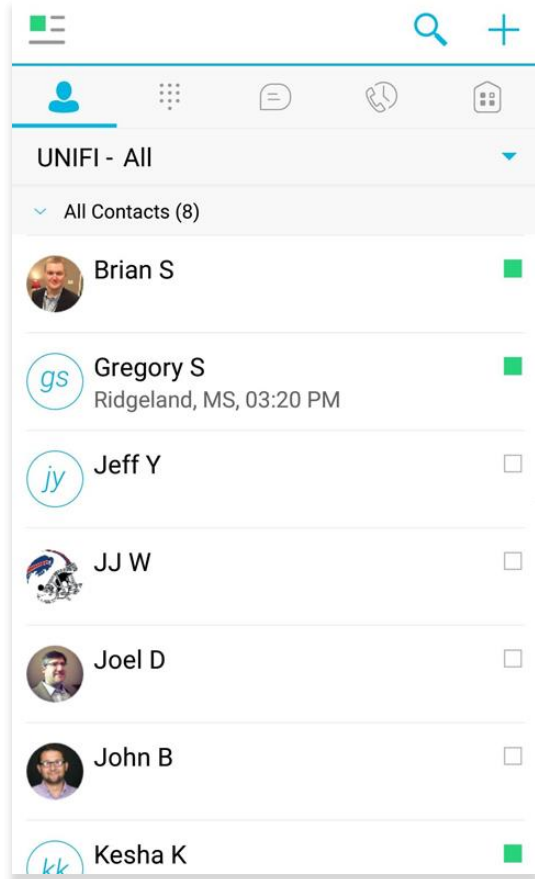 UNIFI - All
All Contacts (8)
Brian S
gs
Gregory S
Ridgeland, MS, 03:20 PM
jy
Jeff Y
JJ W
Joel D
John B
kk
Kesha K